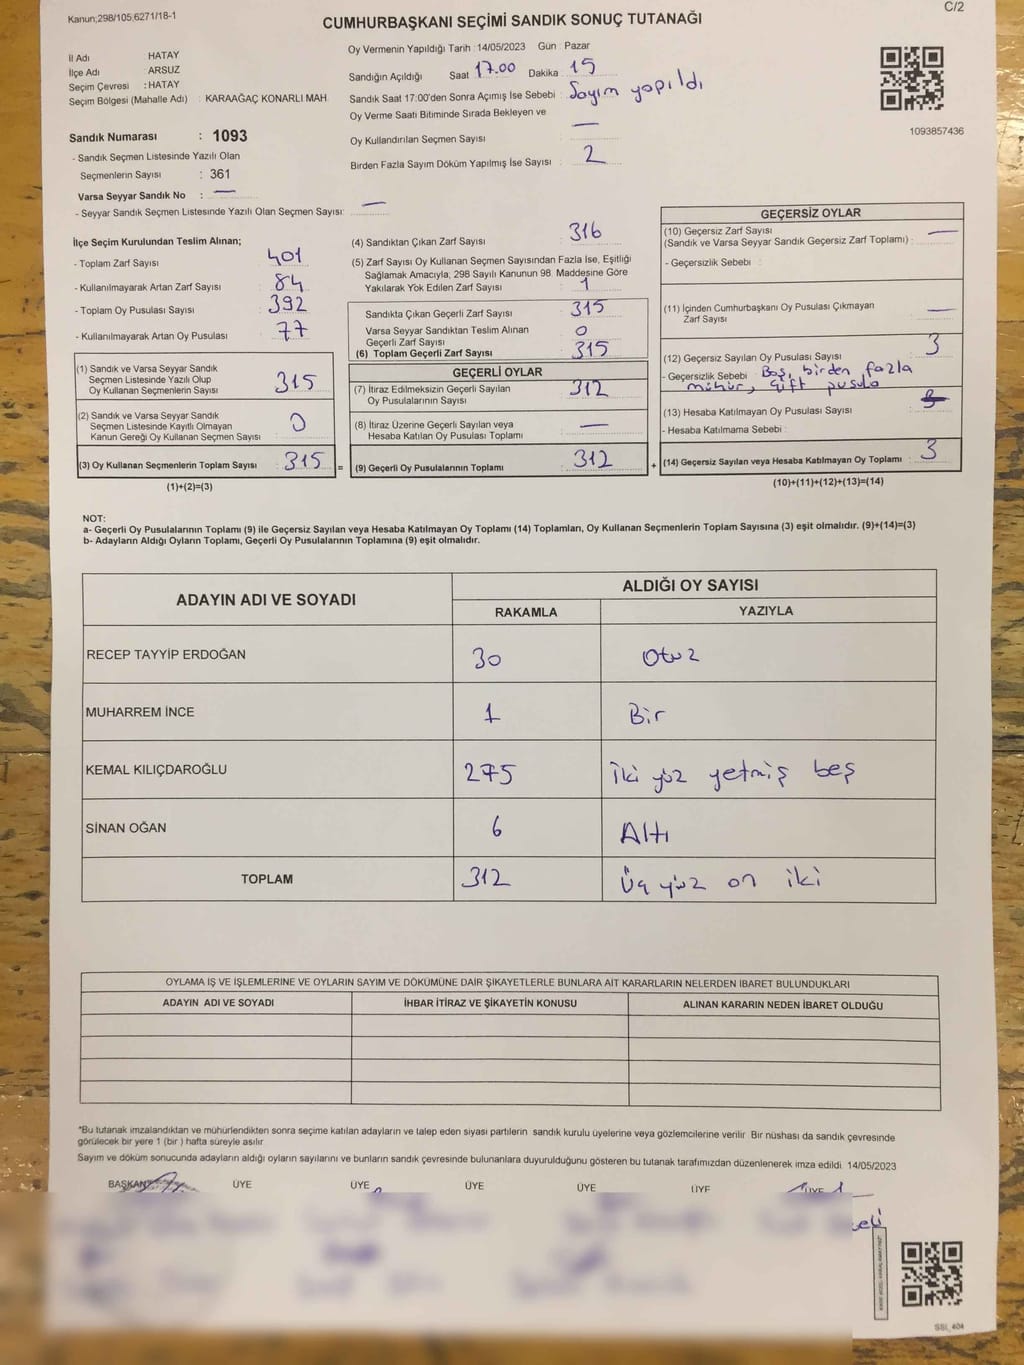 Kanun;298/105;6271/18-1
C/2
CUMHURBAŞKANI SEÇİMİ SANDIK SONUÇ TUTANAĞI
İl Adı : HATAY
İlçe Adı : ARSUZ
Seçim Çevresi : HATAY
Seçim Bölgesi (Mahalle Adı) : KARAAĞAÇ KONARLI MAH.
Sandık Numarası : 1093
- Sandık Seçmen Listesinde Yazılı Olan
Seçmenlerin Sayısı : 361
Varsa Seyyar Sandık No : —
- Seyyar Sandık Seçmen Listesinde Yazılı Olan Seçmen Sayısı: —
Oy Vermenin Yapıldığı Tarih : 14/05/2023 Gün : Pazar
Sandığın Açıldığı Saat 17.00 Dakika : 15
Sandık Saat 17:00'den Sonra Açımış İse Sebebi : Sayım yapıldı
Oy Verme Saati Bitiminde Sırada Bekleyen ve
Oy Kullandırılan Seçmen Sayısı : —
Birden Fazla Sayım Döküm Yapılmış İse Sayısı : 2
1093857436
İlçe Seçim Kurulundan Teslim Alınan;
- Toplam Zarf Sayısı : 401
- Kullanılmayarak Artan Zarf Sayısı : 84
- Toplam Oy Pusulası Sayısı : 392
- Kullanılmayarak Artan Oy Pusulası : 77
(1) Sandık ve Varsa Seyyar Sandık
Seçmen Listesinde Yazılı Olup
Oy Kullanan Seçmenlerin Sayısı : 315
(2) Sandık ve Varsa Seyyar Sandık
Seçmen Listesinde Kayıtlı Olmayan
Kanun Gereği Oy Kullanan Seçmen Sayısı : 0
(3) Oy Kullanan Seçmenlerin Toplam Sayısı : 315 =
(1)+(2)=(3)
(4) Sandıktan Çıkan Zarf Sayısı : 316
(5) Zarf Sayısı Oy Kullanan Seçmen Sayısından Fazla İse, Eşitliği
Sağlamak Amacıyla; 298 Sayılı Kanunun 98. Maddesine Göre
Yakılarak Yok Edilen Zarf Sayısı : 1
Sandıkta Çıkan Geçerli Zarf Sayısı : 315
Varsa Seyyar Sandıktan Teslim Alınan
Geçerli Zarf Sayısı : 0
(6) Toplam Geçerli Zarf Sayısı : 315
GEÇERLİ OYLAR
(7) İtiraz Edilmeksizin Geçerli Sayılan
Oy Pusulalarının Sayısı : 312
(8) İtiraz Üzerine Geçerli Sayılan veya
Hesaba Katılan Oy Pusulası Toplamı : —
(9) Geçerli Oy Pusulalarının Toplamı : 312 +
GEÇERSİZ OYLAR
(10) Geçersiz Zarf Sayısı
(Sandık ve Varsa Seyyar Sandık Geçersiz Zarf Toplamı) : —
- Geçersizlik Sebebi :
(11) İçinden Cumhurbaşkanı Oy Pusulası Çıkmayan
Zarf Sayısı : —
(12) Geçersiz Sayılan Oy Pusulası Sayısı : 3
- Geçersizlik Sebebi : Boş, birden fazla
mühür, çift pusula
(13) Hesaba Katılmayan Oy Pusulası Sayısı :
- Hesaba Katılmama Sebebi :
(14) Geçersiz Sayılan veya Hesaba Katılmayan Oy Toplamı : 3
(10)+(11)+(12)+(13)=(14)
NOT:
a- Geçerli Oy Pusulalarının Toplamı (9) ile Geçersiz Sayılan veya Hesaba Katılmayan Oy Toplamı (14) Toplamları, Oy Kullanan Seçmenlerin Toplam Sayısına (3) eşit olmalıdır. (9)+(14)=(3)
b- Adayların Aldığı Oyların Toplamı, Geçerli Oy Pusulalarının Toplamına (9) eşit olmalıdır.
ADAYIN ADI VE SOYADI
ALDIĞI OY SAYISI
RAKAMLA YAZIYLA
RECEP TAYYİP ERDOĞAN 30 Otuz
MUHARREM İNCE 1 Bir
KEMAL KILIÇDAROĞLU 275 İki yüz yetmiş beş
SİNAN OĞAN 6 Altı
TOPLAM 312 Üç yüz on iki
OYLAMA İŞ VE İŞLEMLERİNE VE OYLARIN SAYIM VE DÖKÜMÜNE DAİR ŞİKAYETLERLE BUNLARA AİT KARARLARIN NELERDEN İBARET BULUNDUKLARI
ADAYIN ADI VE SOYADI İHBAR İTİRAZ VE ŞİKAYETİN KONUSU ALINAN KARARIN NEDEN İBARET OLDUĞU
*Bu tutanak imzalandıktan ve mühürlendikten sonra seçime katılan adayların ve talep eden siyasi partilerin sandık kurulu üyelerine veya gözlemcilerine verilir. Bir nüshası da sandık çevresinde
görülecek bir yere 1 (bir ) hafta süreyle asılır.
Sayım ve döküm sonucunda adayların aldığı oyların sayılarını ve bunların sandık çevresinde bulunanlara duyurulduğunu gösteren bu tutanak tarafımızdan düzenlenerek imza edildi. 14/05/2023
BAŞKAN ÜYE ÜYE ÜYE ÜYE ÜYE ÜYE